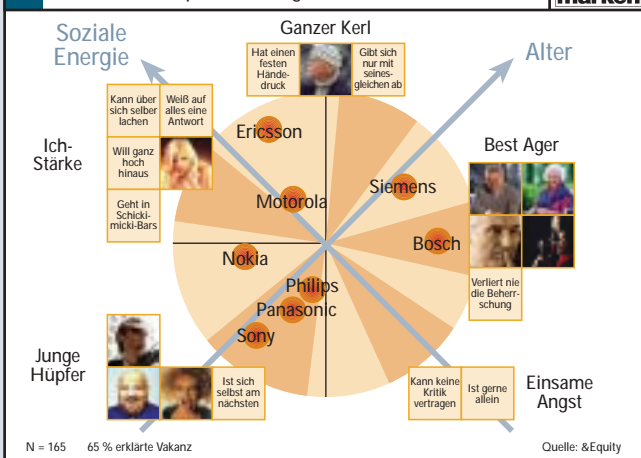 Soziale
Energie
Ganzer Kerl
Alter
Hat einen
festen
Hände-
druck
Gibt sich
nur mit
seines-
gleichen ab
Kann über
sich selber
lachen
Weiß auf
alles eine
Antwort
Ich-
Stärke
Will ganz
hoch
hinaus
Geht in
Schicki-
micki-Bars
Ericsson
Motorola
Siemens
Best Ager
Bosch
Nokia
Philips
Panasonic
Sony
Verliert nie
die Beherr-
schung
Junge
Hüpfer
Ist sich
selbst am
nächsten
Kann keine
Kritik
vertragen
Ist gerne
allein
Einsame
Angst
N = 165 65 % erklärte Vakanz
Quelle: &Equity